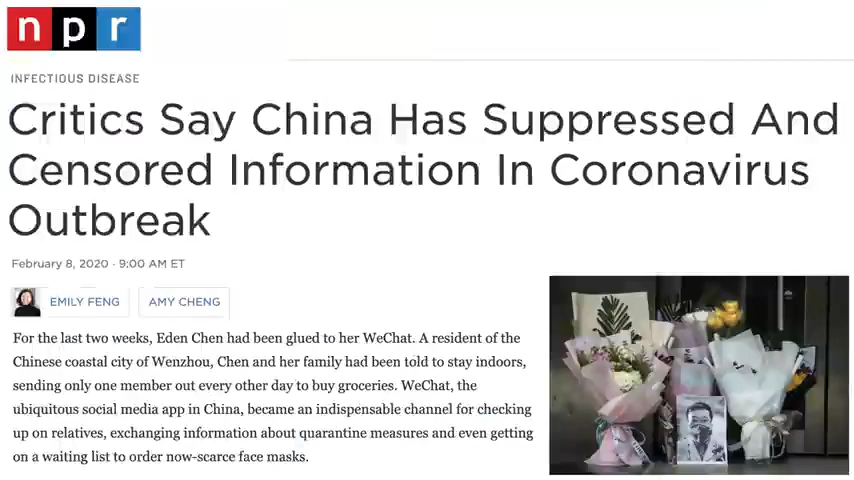 npr
INFECTIOUS DISEASE
Critics Say China Has Suppressed And
Censored Information In Coronavirus
Outbreak
February 8, 2020 · 9:00 AM ET
EMILY FENG
AMY CHENG
For the last two weeks, Eden Chen had been glued to her WeChat. A resident of the
Chinese coastal city of Wenzhou, Chen and her family had been told to stay indoors,
sending only one member out every other day to buy groceries. WeChat, the
ubiquitous social media app in China, became an indispensable channel for checking
up on relatives, exchanging information about quarantine measures and even getting
on a waiting list to order now-scarce face masks.